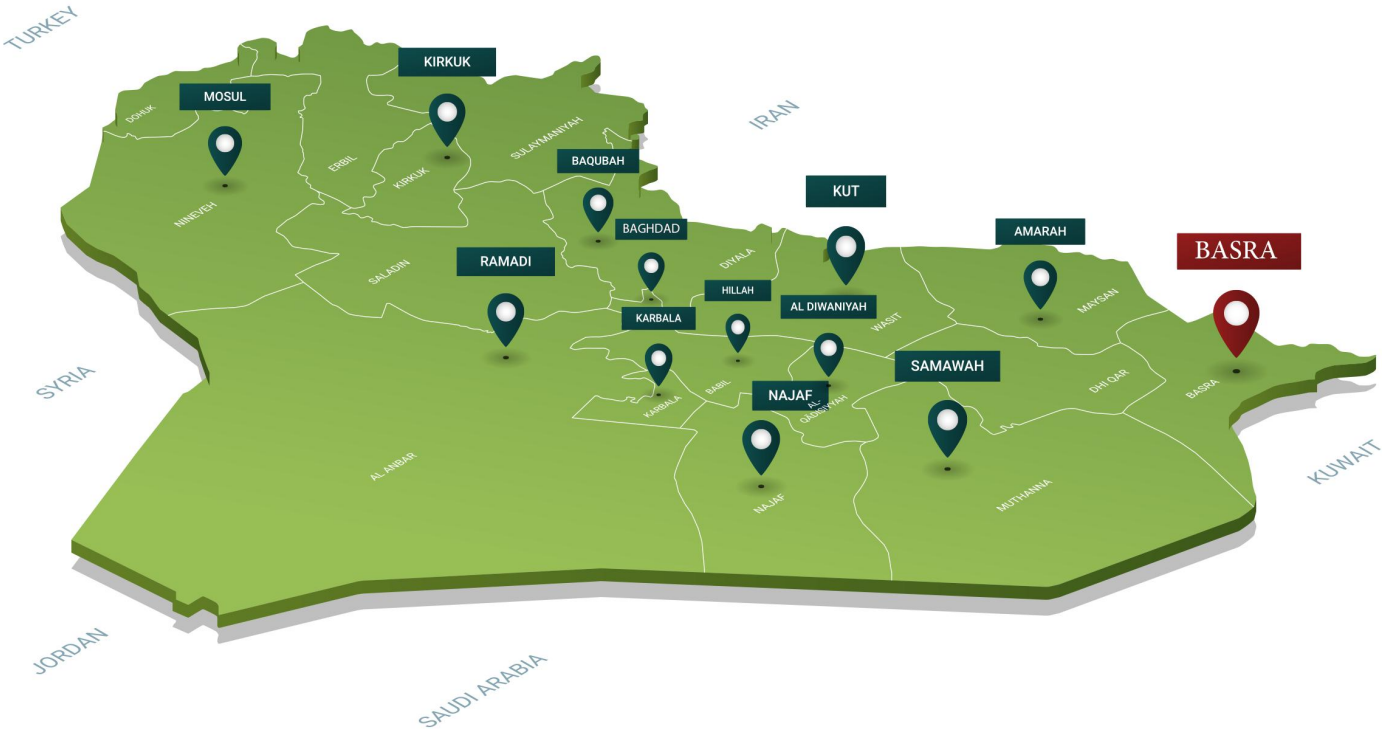 TURKEY
KIRKUK
MOSUL
DOHUK
IRAN
SULAYMANIYAH
ERBIL
BAQUBAH
KIRKUK
KUT
NINEVEH
BAGHDAD
AMARAH
BASRA
RAMADI
DIYALA
SALADIN
HILLAH
AL DIWANIYAH
MAYSAN
KARBALA
WASIT
SYRIA
SAMAWAH
DHI QAR
BASRA
BABIL
NAJAF
KARBALA
AL-
QADISIYYAH
AL ANBAR
KUWAIT
MUTHANNA
NAJAF
JORDAN
SAUDI ARABIA